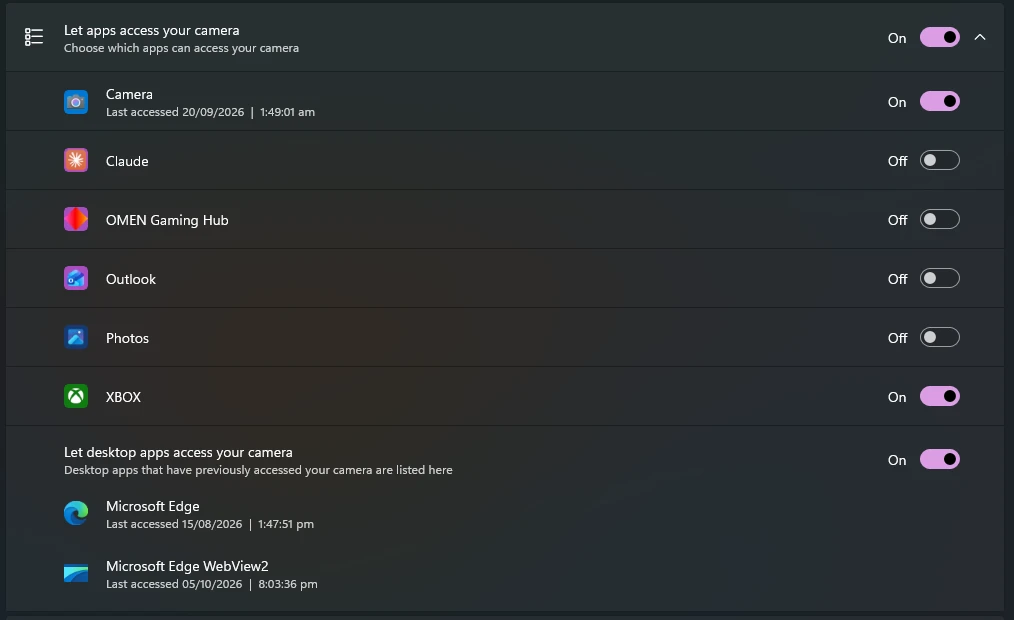 Let apps access your camera
Choose which apps can access your camera
On
Camera
Last accessed 20/09/2026 | 1:49:01 am
On
Claude
Off
OMEN Gaming Hub
Off
Outlook
Off
Photos
Off
XBOX
On
Let desktop apps access your camera
Desktop apps that have previously accessed your camera are listed here
On
Microsoft Edge
Last accessed 15/08/2026 | 1:47:51 pm
Microsoft Edge WebView2
Last accessed 05/10/2026 | 8:03:36 pm